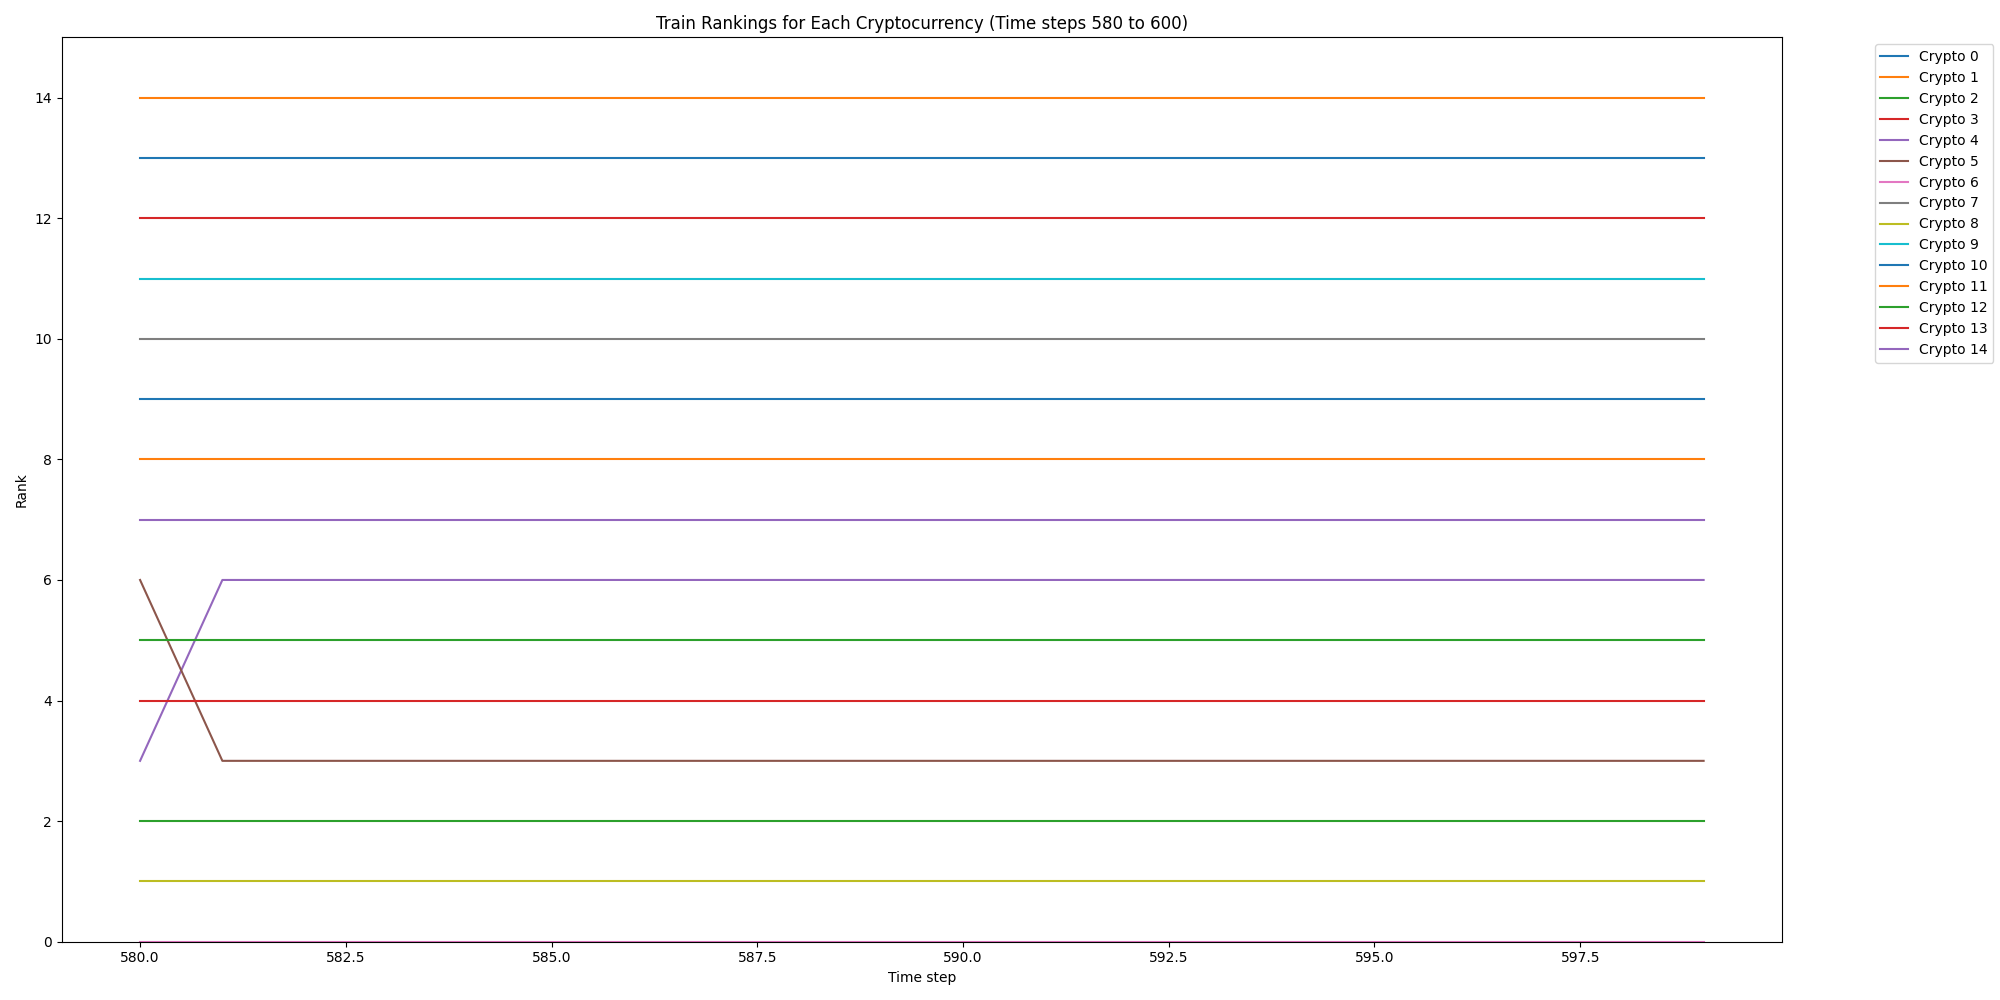 Train Rankings for Each Cryptocurrency (Time steps 580 to 600)
14
12
10
8
6
4
2
0
Rank
580.0 582.5 585.0 587.5 590.0 592.5 595.0 597.5
Time step
Crypto 0
Crypto 1
Crypto 2
Crypto 3
Crypto 4
Crypto 5
Crypto 6
Crypto 7
Crypto 8
Crypto 9
Crypto 10
Crypto 11
Crypto 12
Crypto 13
Crypto 14